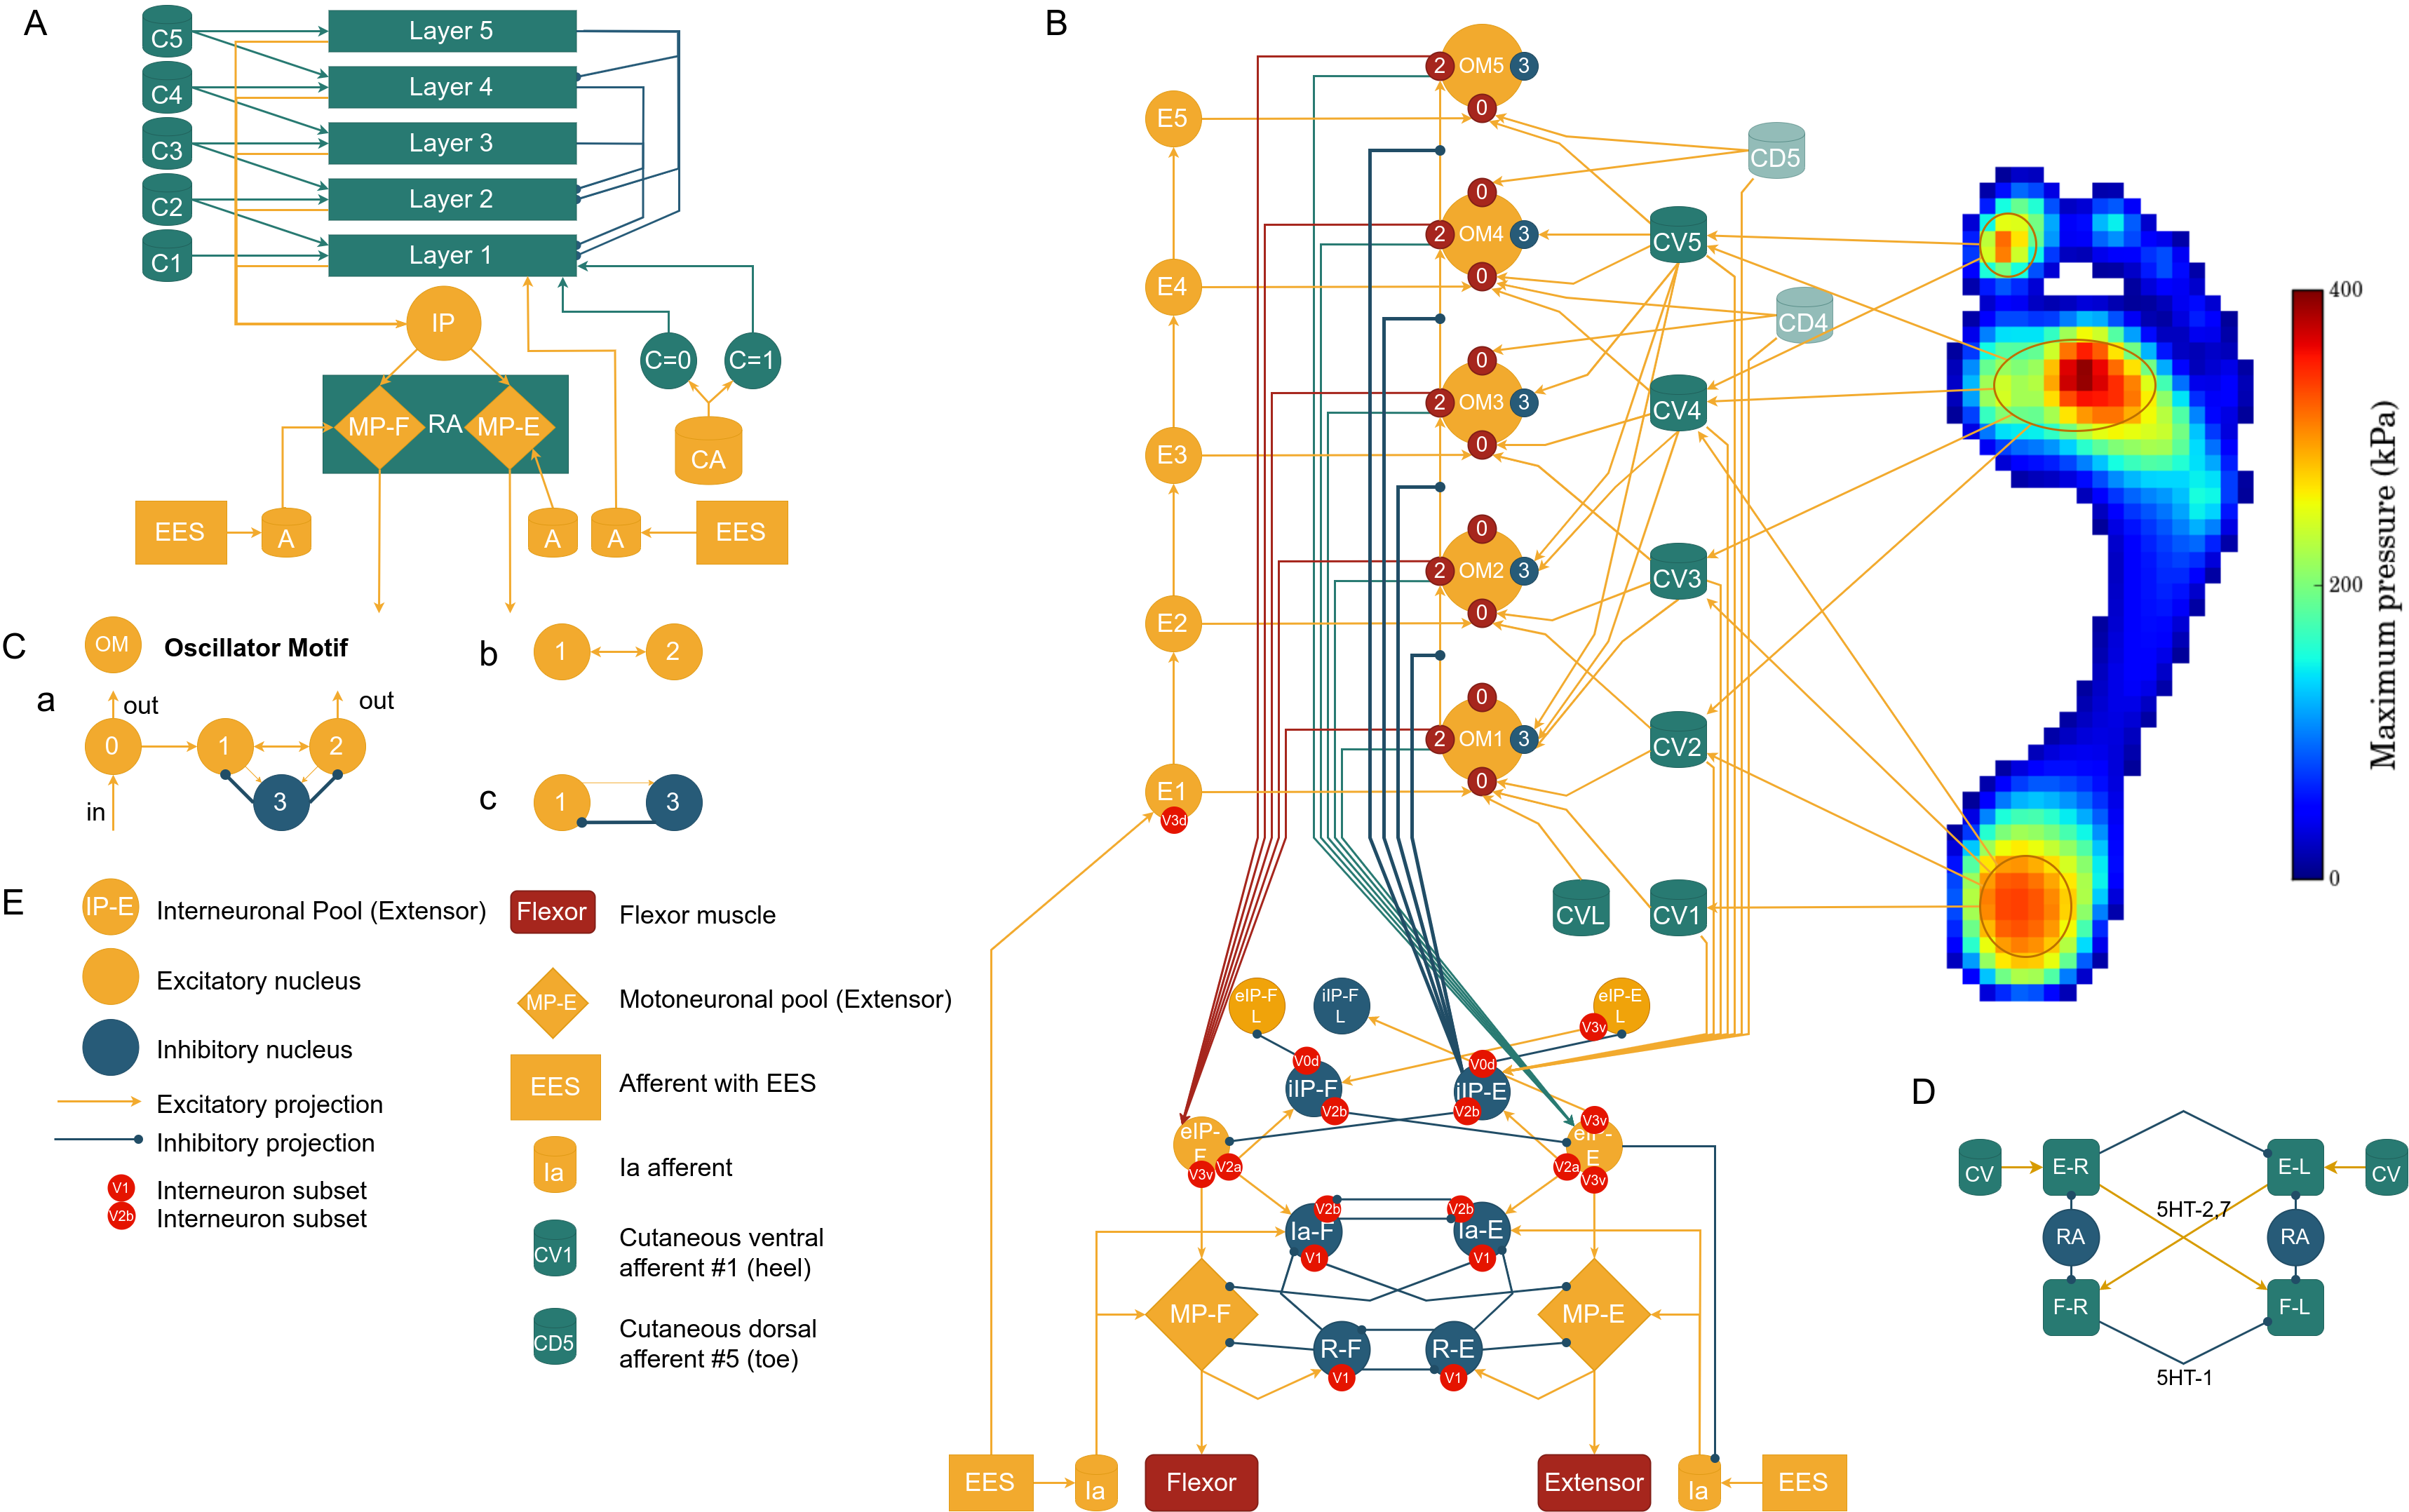 A
C5
Layer 5
C4
Layer 4
C3
Layer 3
C2
Layer 2
C1
Layer 1
IP
C=0
C=1
MP-F
RA
MP-E
CA
EES
A
A
A
EES
B
OM5
2
3
0
E5
CD5
0
OM4
2
3
0
E4
CV5
CD4
0
OM3
2
3
0
E3
CV4
0
OM2
2
3
0
E2
CV3
0
OM1
2
3
0
E1
V3d
CV2
CVL
CV1
400
200
0
Maximum pressure (kPa)
eIP-F
L
iIP-F
L
eIP-E
L
V3v
V0d
iIP-F
V2b
V0d
iIP-E
V2b
eIP-
F
V2a
V3v
V3v
eIP-
E
V2a
V3v
V2b
Ia-F
V1
V2b
Ia-E
V1
MP-F
MP-E
R-F
V1
R-E
V1
EES
Ia
Flexor
Extensor
Ia
EES
C
OM
Oscillator Motif
a
out
out
0
1
2
3
in
b
1
2
c
1
3
D
CV
E-R
E-L
CV
5HT-2,7
RA
RA
F-R
F-L
5HT-1
E
IP-E
Interneuronal Pool (Extensor)
Excitatory nucleus
Inhibitory nucleus
Excitatory projection
Inhibitory projection
V1
Interneuron subset
V2b
Interneuron subset
Flexor
Flexor muscle
MP-E
Motoneuronal pool (Extensor)
EES
Afferent with EES
Ia
Ia afferent
CV1
Cutaneous ventral
afferent #1 (heel)
CD5
Cutaneous dorsal
afferent #5 (toe)